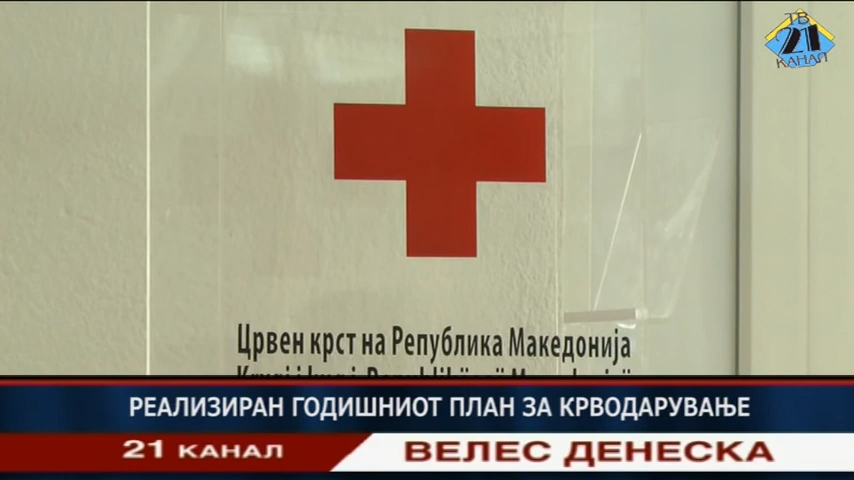 ТВ
21
КАНАЛ
Црвен крст на Република Македонија
РЕАЛИЗИРАН ГОДИШНИОТ ПЛАН ЗА КРВОДАРУВАЊЕ
21 КАНАЛ
ВЕЛЕС ДЕНЕСКА